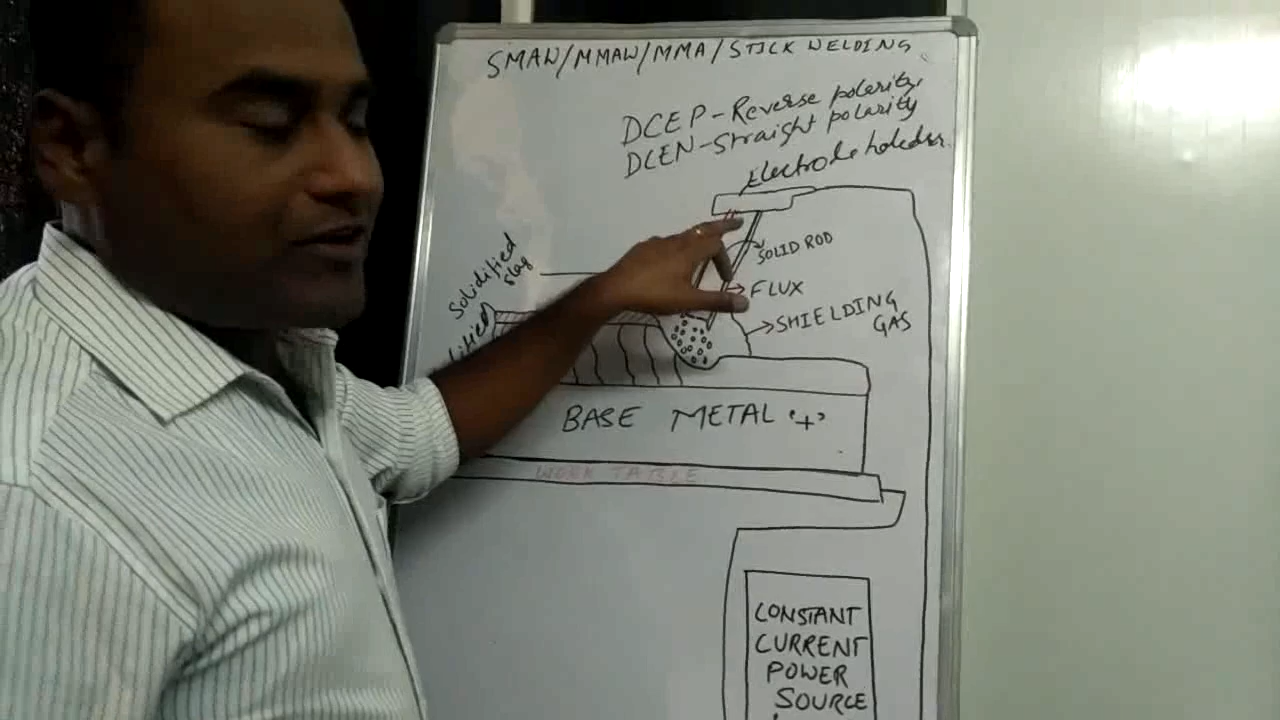 SMAW/MMAW/MMA/STICK WELDING
DCEP-Reverse polarity
DCEN-Straight polarity
Electrode holeder
SOLID ROD
FLUX
SHIELDING
GAS
Solidified
slag
BASE METAL '+'
WORK TABLE
CONSTANT
CURRENT
POWER
SOURCE